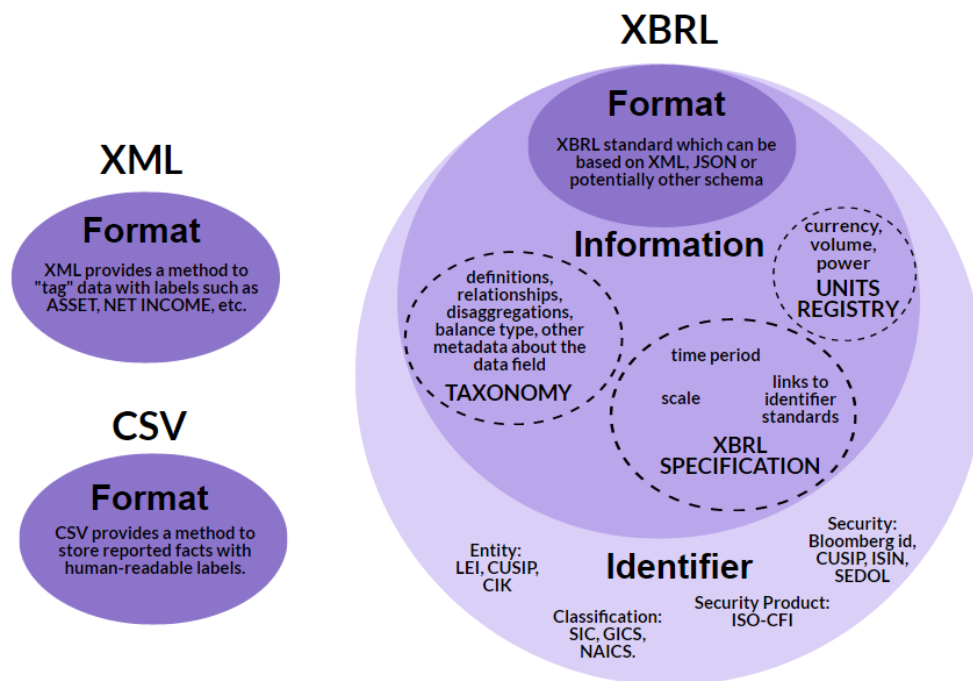 XML
Format
XML provides a method to
"tag" data with labels such as
ASSET, NET INCOME, etc.
CSV
Format
CSV provides a method to
store reported facts with
human-readable labels.
XBRL
Format
XBRL standard which can be
based on XML, JSON or
potentially other schema
Information
definitions,
relationships,
disaggregations,
balance type, other
metadata about the
data field
TAXONOMY
currency,
volume,
power
UNITS
REGISTRY
time period
scale
links to
identifier
standards
XBRL
SPECIFICATION
Identifier
Entity:
LEI, CUSIP,
CIK
Classification:
SIC, GICS,
NAICS.
Security Product:
ISO-CFI
Security:
Bloomberg id,
CUSIP, ISIN,
SEDOL